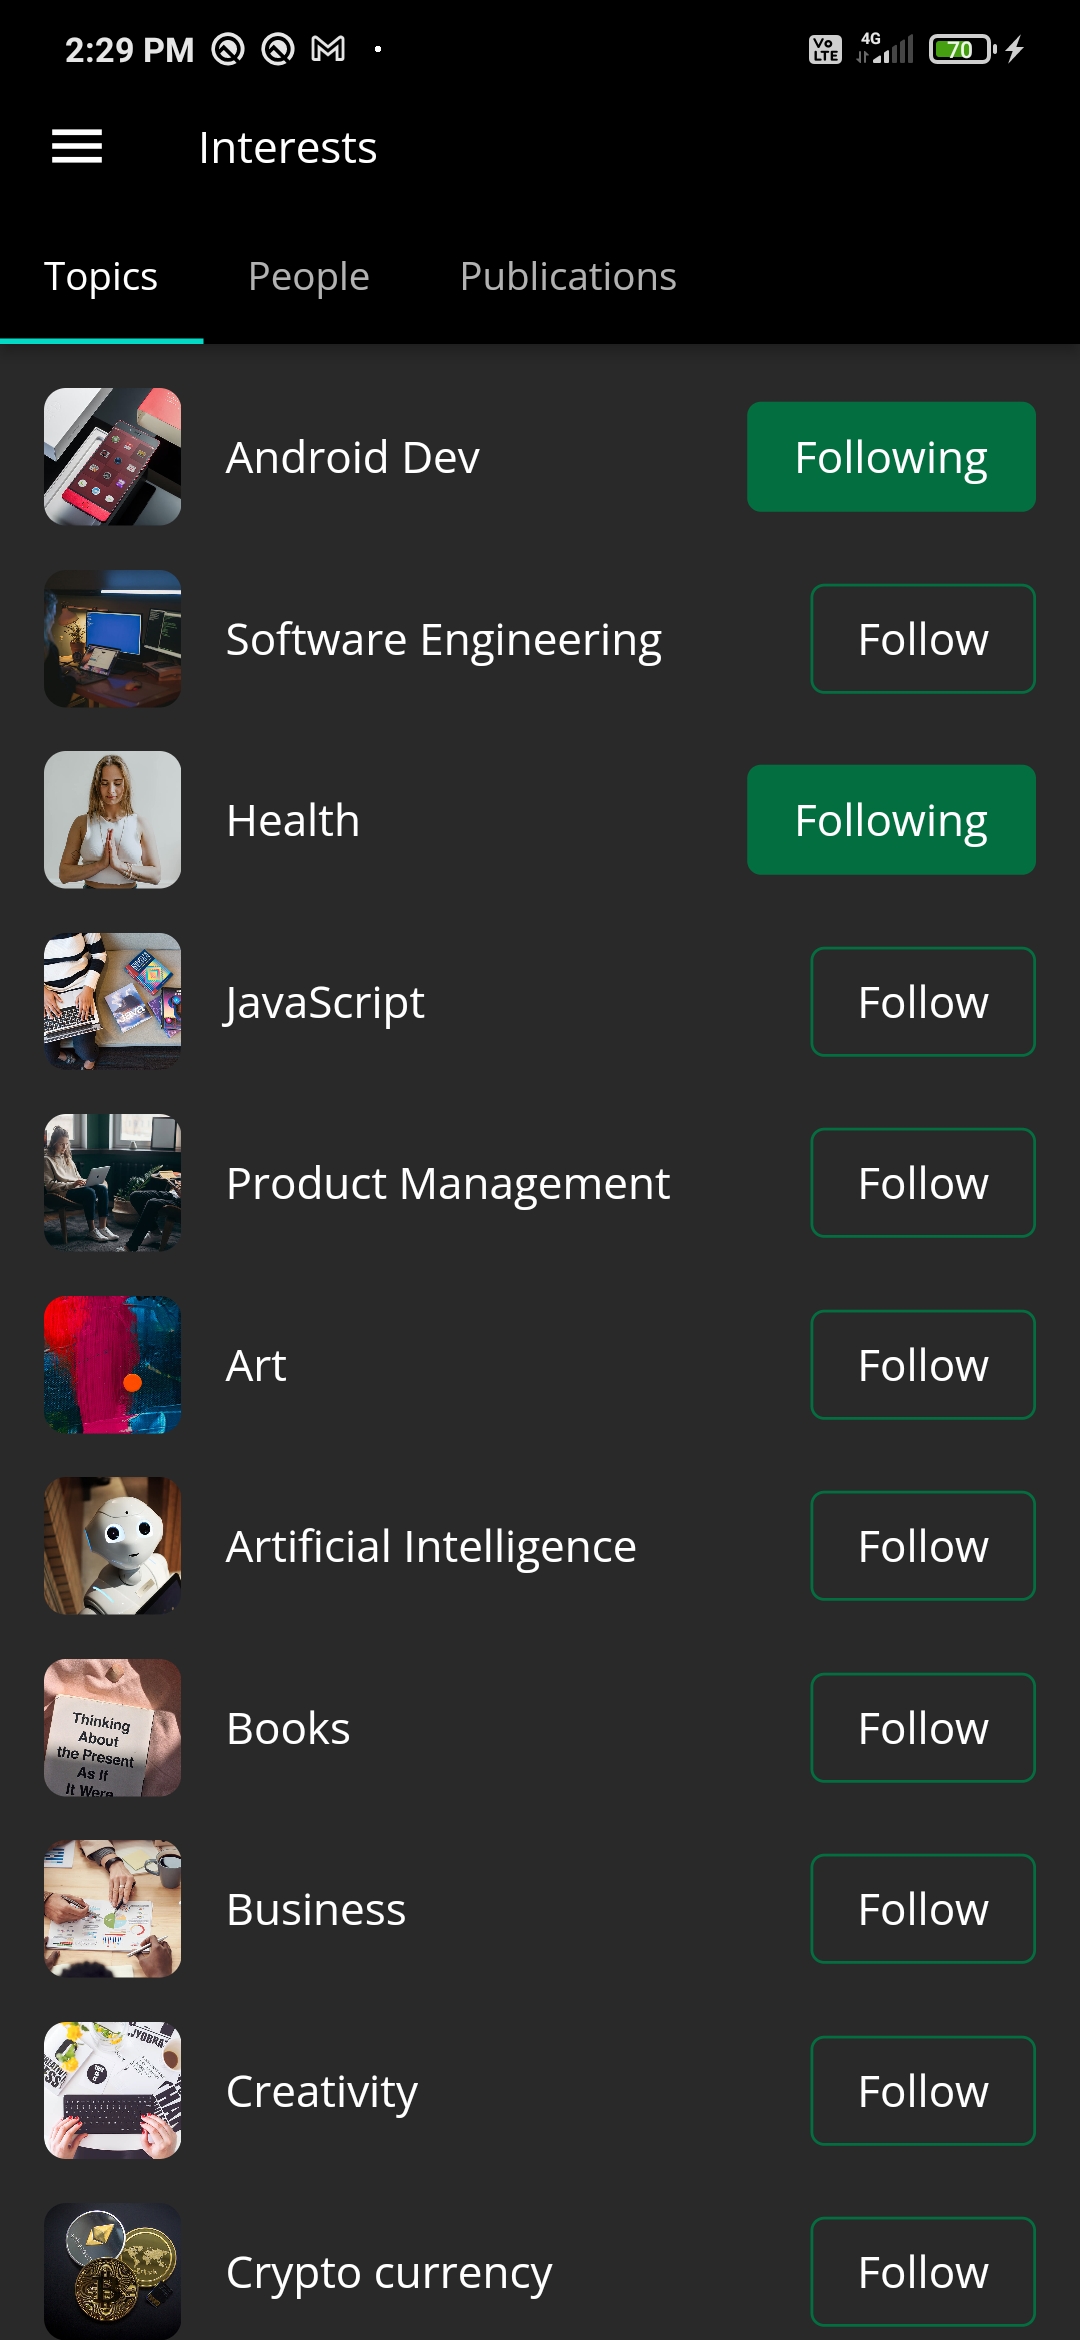 2:29 PM
Vo LTE 4G 70
Interests
Topics People Publications
Android Dev Following
Software Engineering Follow
Health Following
JavaScript Follow
Product Management Follow
Art Follow
Artificial Intelligence Follow
Thinking
About
the Present
As If
It Were
Books Follow
Business Follow
Creativity Follow
Crypto currency Follow